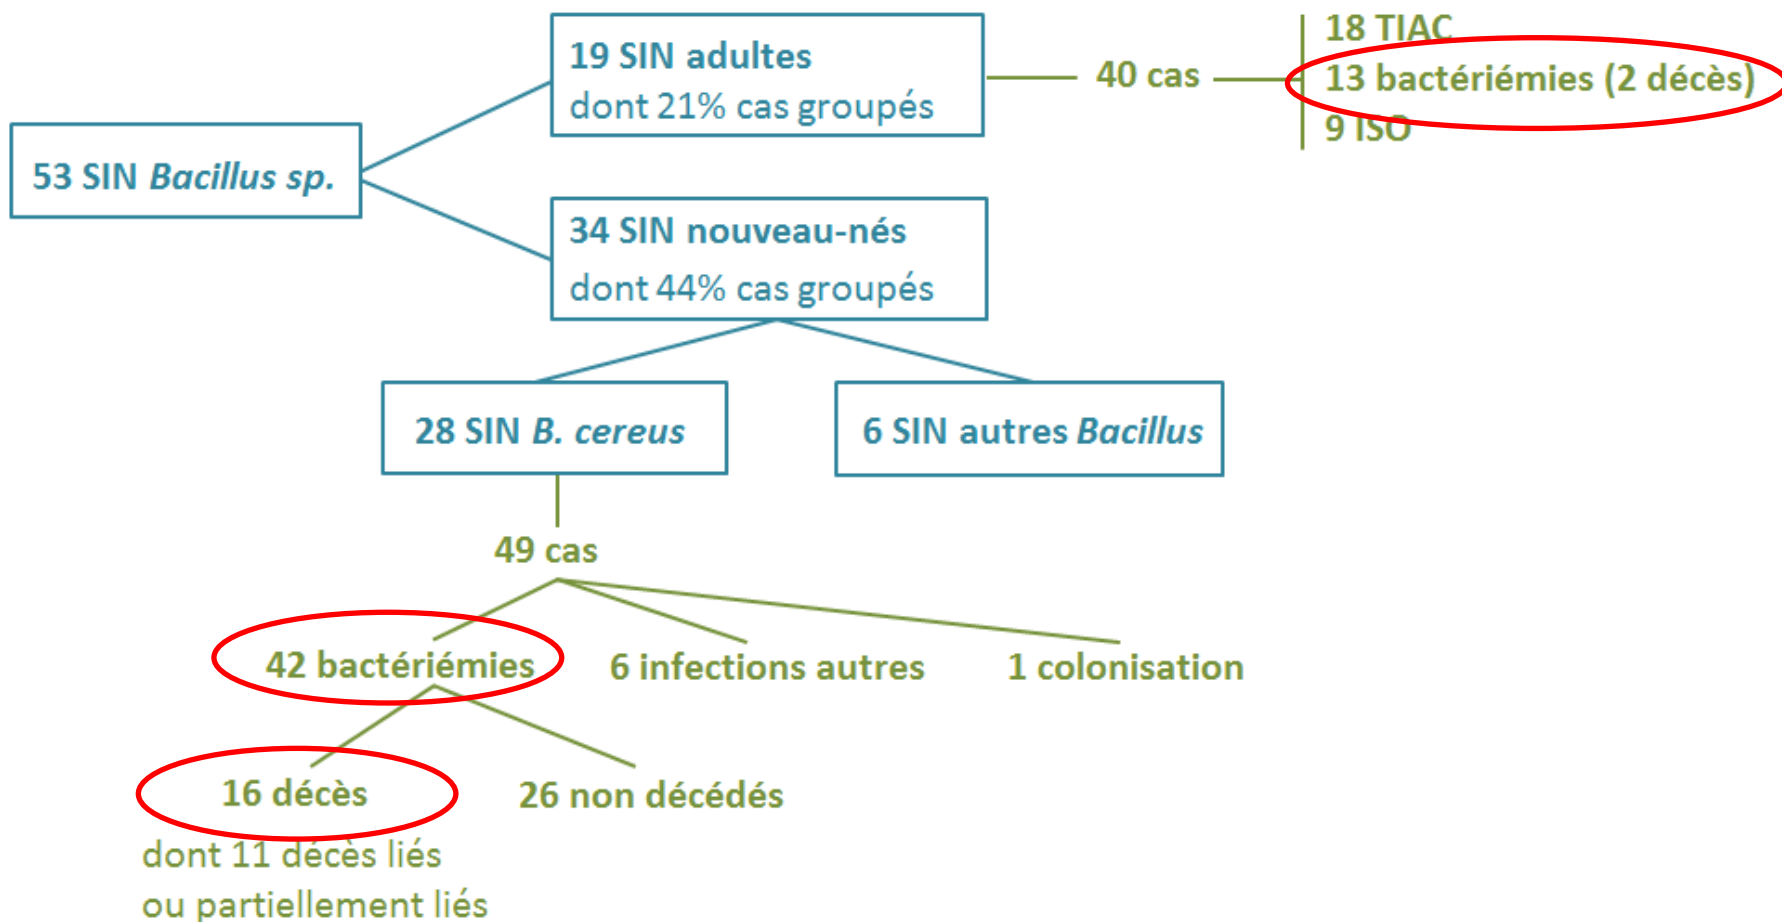 53 SIN Bacillus sp.
19 SIN adultes
dont 21% cas groupés
40 cas
18 TIAC
13 bactériémies (2 décès)
9 ISO
34 SIN nouveau-nés
dont 44% cas groupés
28 SIN B. cereus
6 SIN autres Bacillus
49 cas
42 bactériémies
6 infections autres
1 colonisation
16 décès
26 non décédés
dont 11 décès liés
ou partiellement liés